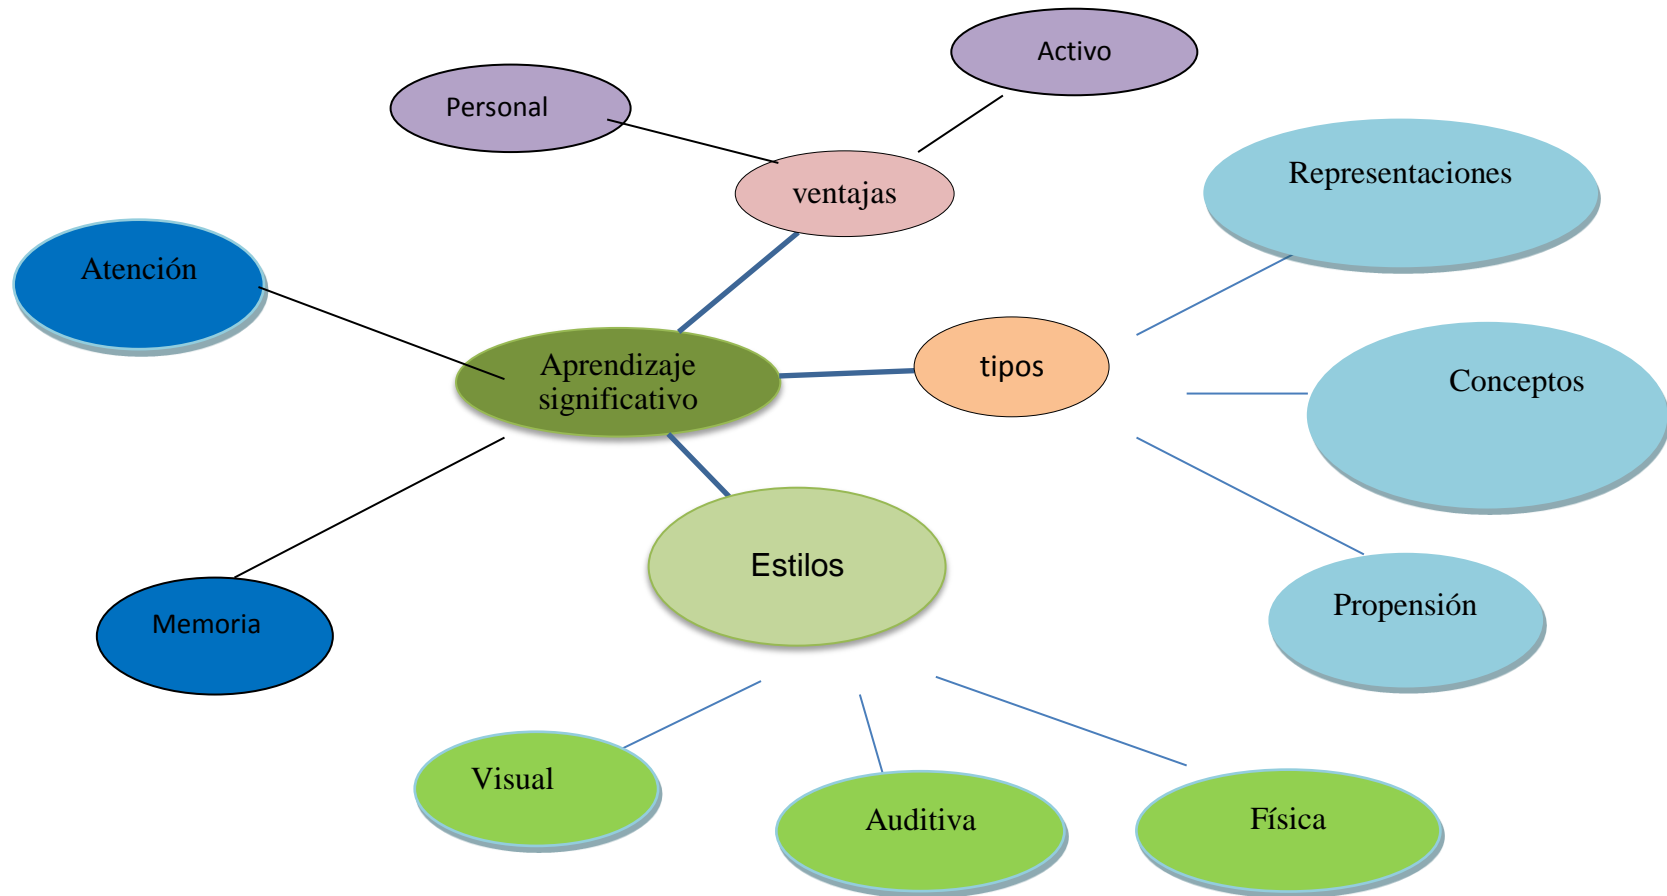 Activo
Personal
Representaciones
ventajas
Atención
Aprendizaje
significativo
tipos
Conceptos
Estilos
Propensión
Memoria
Visual
Auditiva
Física